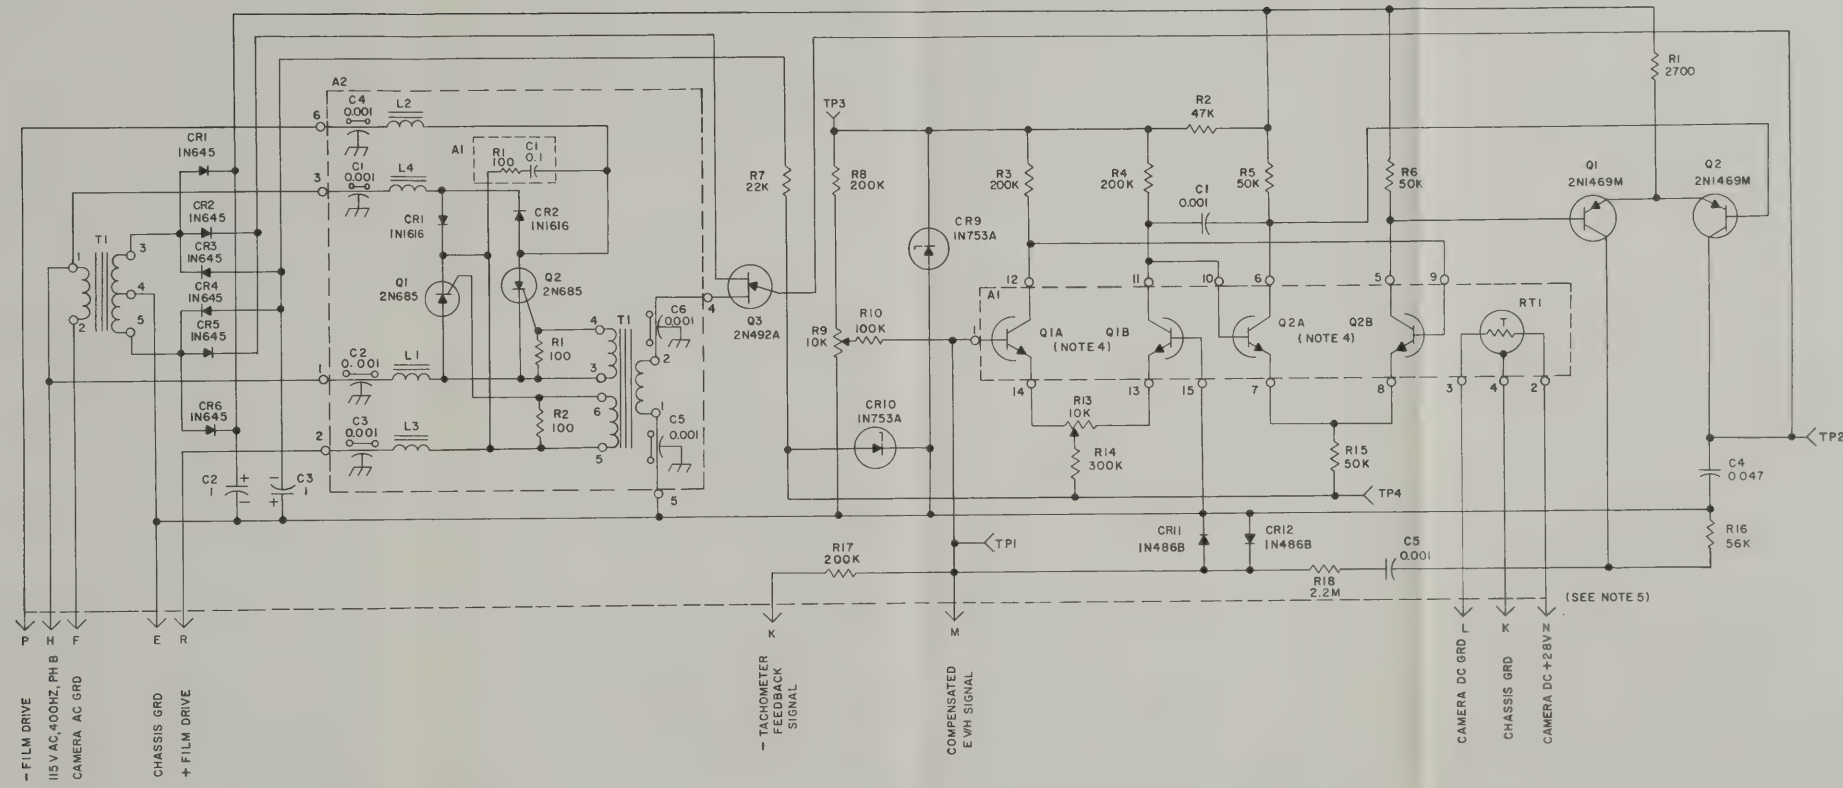 A2
C4
0.001
L2
6
A1
R1
100
C1
0.1
CR1
1N645
C1
0.001
L4
3
CR2
1N645
CR3
1N645
CR4
1N645
CR5
1N645
CR6
1N645
T1
1
2
3
4
5
CR1
1N1616
CR2
1N1616
Q1
2N685
Q2
2N685
C2
0.001
L1
1
C3
0.001
L3
2
R1
100
R2
100
T1
4
3
6
5
2
1
C6
0.001
C5
0.001
4
5
C2
1
+
-
C3
1
-
+
R7
22K
Q3
2N492A
TP3
R8
200K
R9
10K
R10
100K
CR9
1N753A
CR10
1N753A
R2
47K
R3
200K
R4
200K
C1
0.001
R5
50K
R6
50K
R1
2700
Q1
2N1469M
Q2
2N1469M
12
11
10
6
5
9
A1
1
Q1A
Q1B
(NOTE 4)
Q2A
Q2B
(NOTE 4)
RT1
T
14
13
15
7
8
3
4
2
R13
10K
R14
300K
R15
50K
TP4
TP2
C4
0.047
R16
56K
CR11
1N486B
CR12
1N486B
C5
0.001
R18
2.2M
TP1
R17
200K
(SEE NOTE 5)
P
H
F
E
R
K
M
L
K
N
- FILM DRIVE
115 V AC, 400HZ, PH B
CAMERA AC GRD
CHASSIS GRD
+ FILM DRIVE
- TACHOMETER
FEEDBACK
SIGNAL
COMPENSATED
E V/H SIGNAL
CAMERA DC GRD
CHASSIS GRD
CAMERA DC +28V